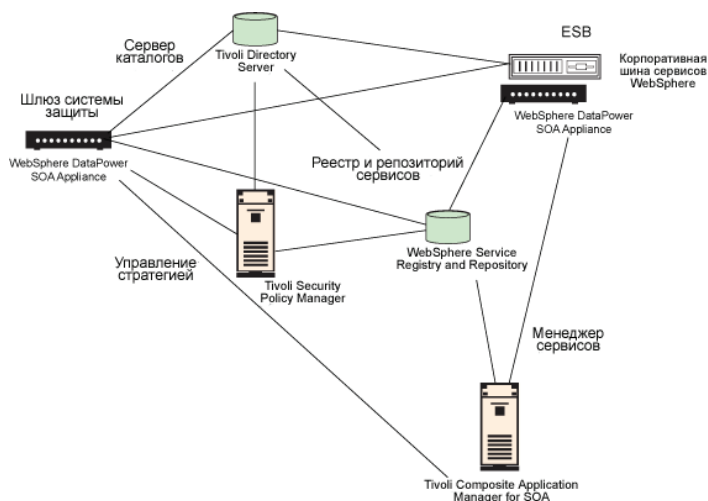 Сервер
каталогов
Tivoli Directory
Server
ESB
Корпоративная
шина сервисов
WebSphere
Шлюз системы
защиты
WebSphere DataPower
SOA Appliance
WebSphere DataPower
SOA Appliance
Реестр и репозиторий
сервисов
WebSphere Service
Registry and Repository
Управление
стратегией
Tivoli Security
Policy Manager
Менеджер
сервисов
Tivoli Composite Application
Manager for SOA